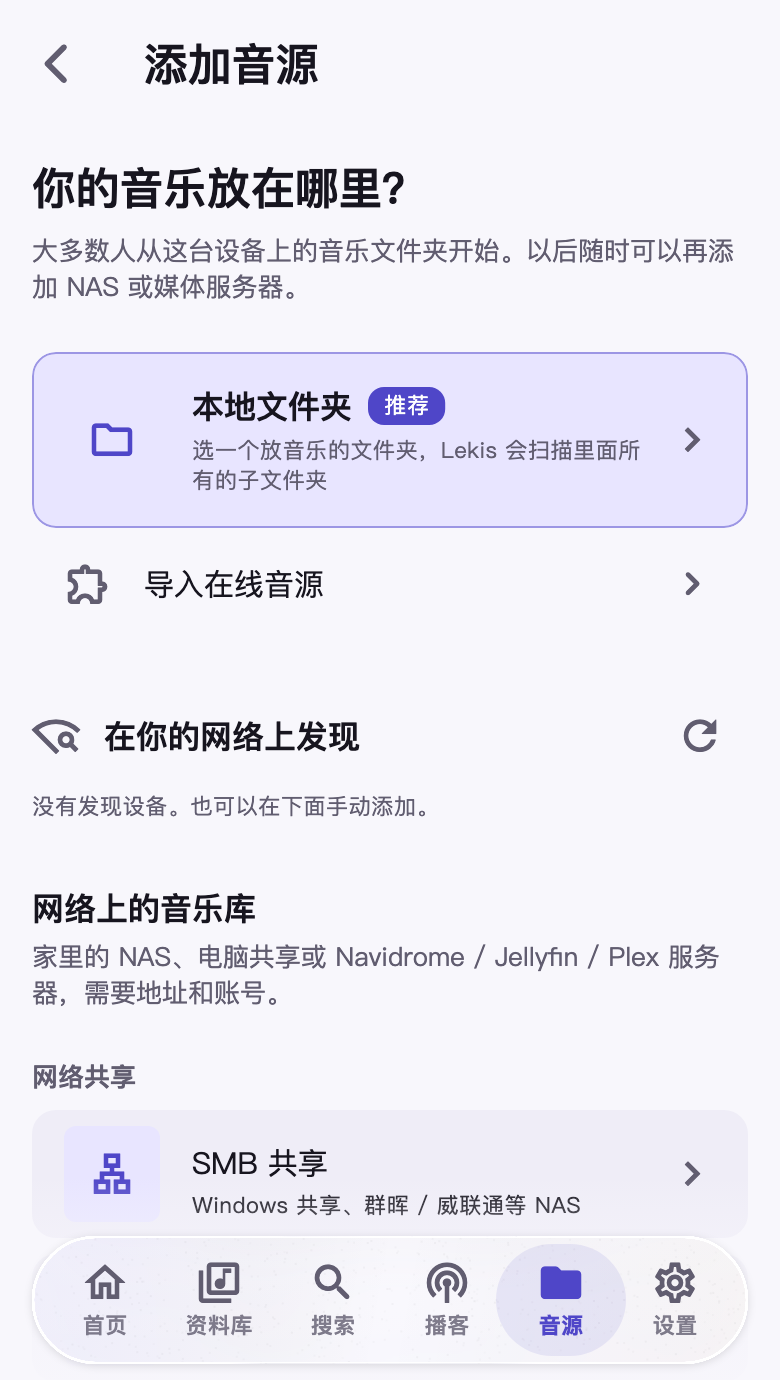 添加音源
你的音乐放在哪里?
大多数人从这台设备上的音乐文件夹开始。以后随时可以再添
加 NAS 或媒体服务器。
本地文件夹 推荐
选一个放音乐的文件夹，Lekis 会扫描里面所
有的子文件夹
导入在线音源
在你的网络上发现
没有发现设备。也可以在下面手动添加。
网络上的音乐库
家里的 NAS、电脑共享或 Navidrome / Jellyfin / Plex 服务
器，需要地址和账号。
网络共享
SMB 共享
Windows 共享、群晖 / 威联通等 NAS
首页 资料库 搜索 播客 音源 设置